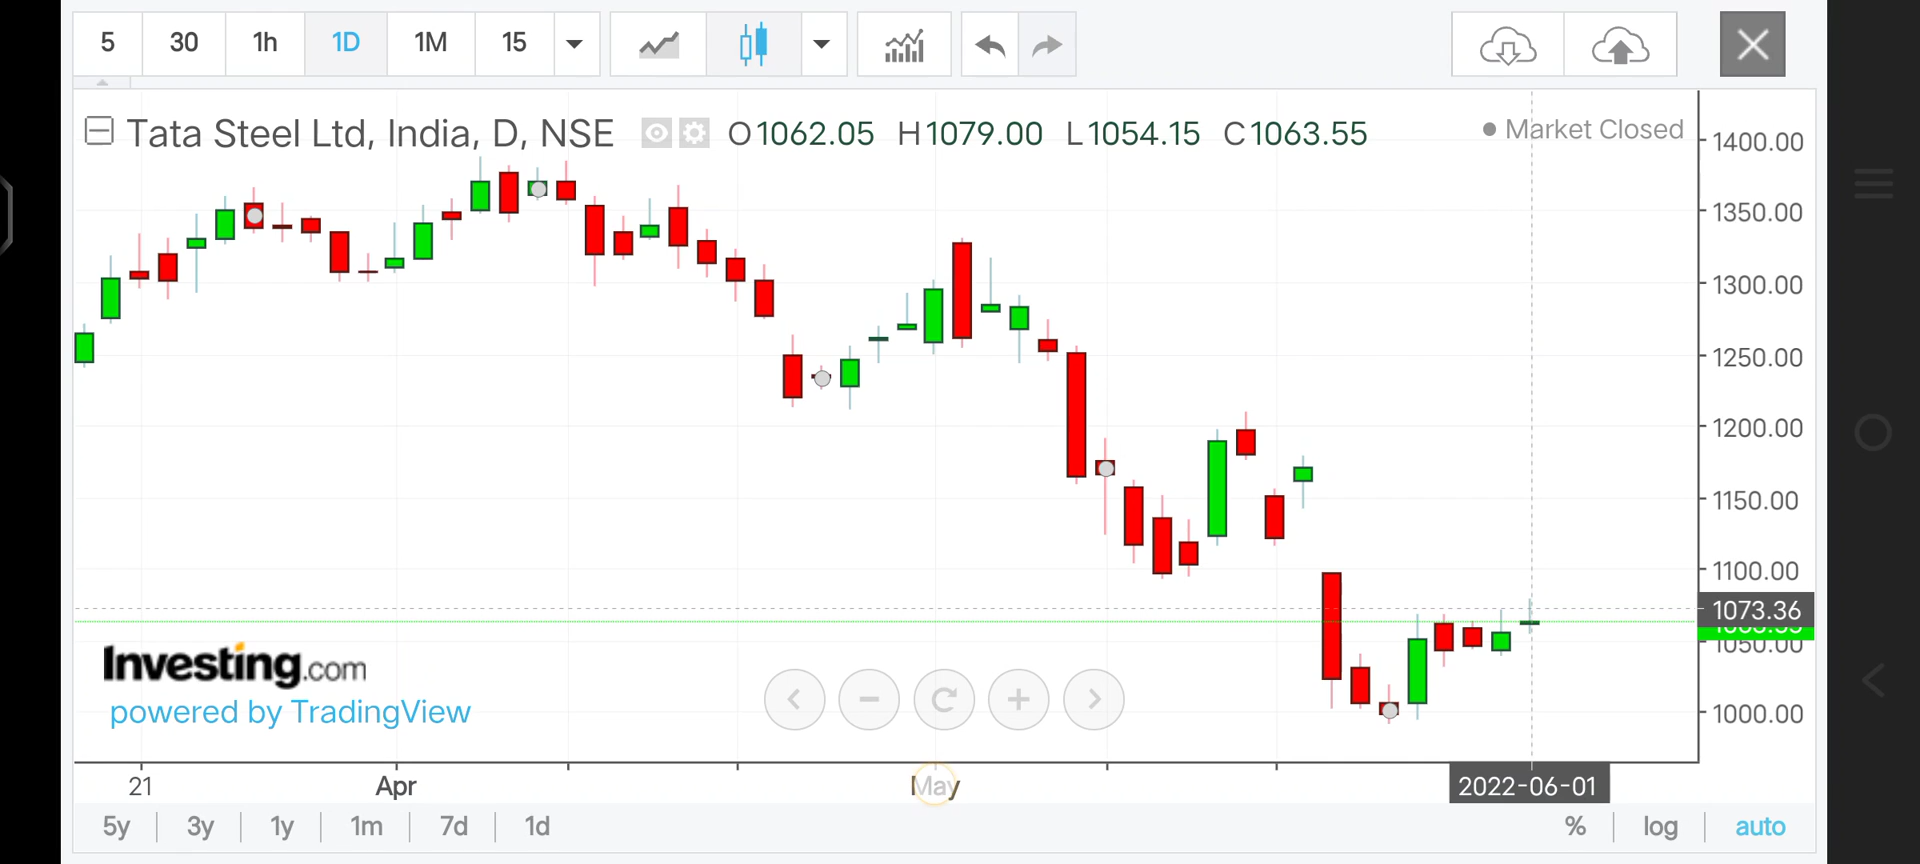 5 30 1h 1D 1M 15
Tata Steel Ltd, India, D, NSE O1062.05 H1079.00 L1054.15 C1063.55 Market Closed
1400.00
1350.00
1300.00
1250.00
1200.00
1150.00
1100.00
1073.36
1050.00
1000.00
Investing.com
powered by TradingView
21 Apr May 2022-06-01
5y 3y 1y 1m 7d 1d % log auto